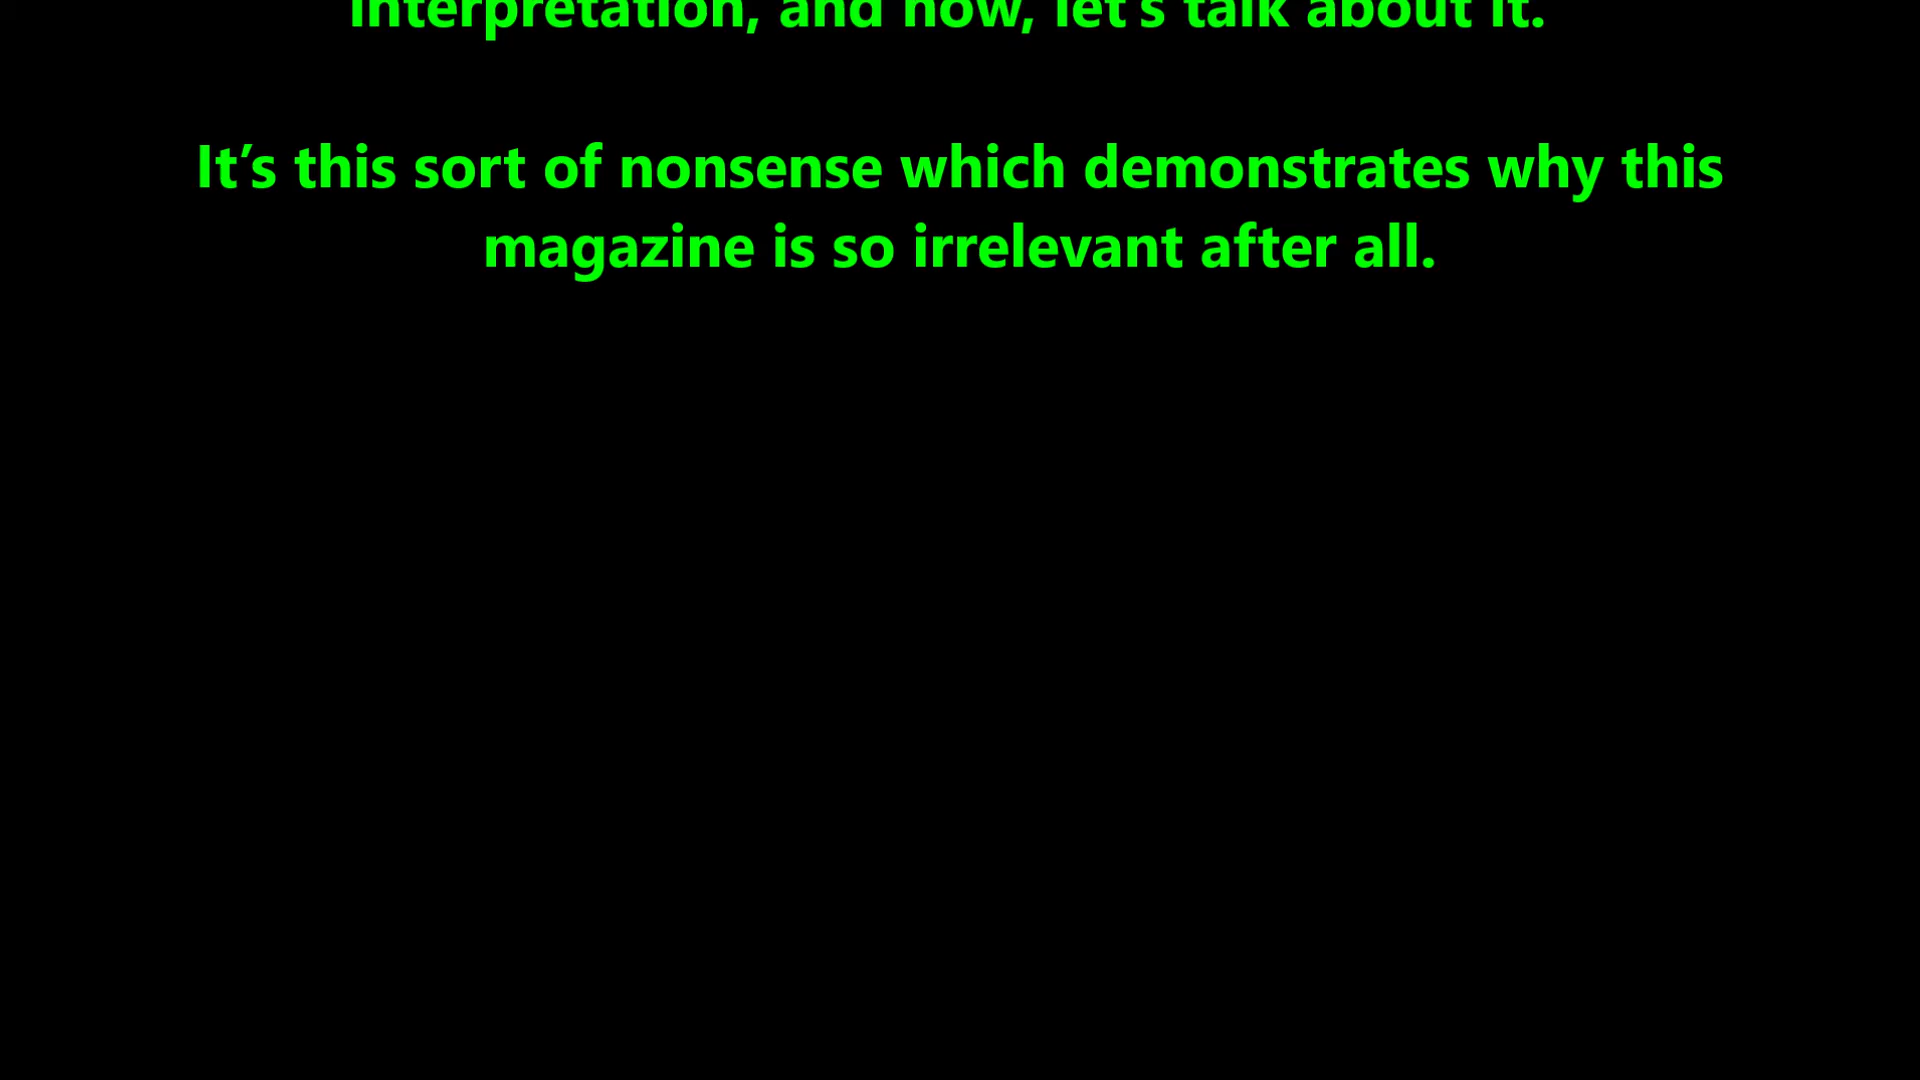 interpretation, and now, let's talk about it.
It’s this sort of nonsense which demonstrates why this
magazine is so irrelevant after all.